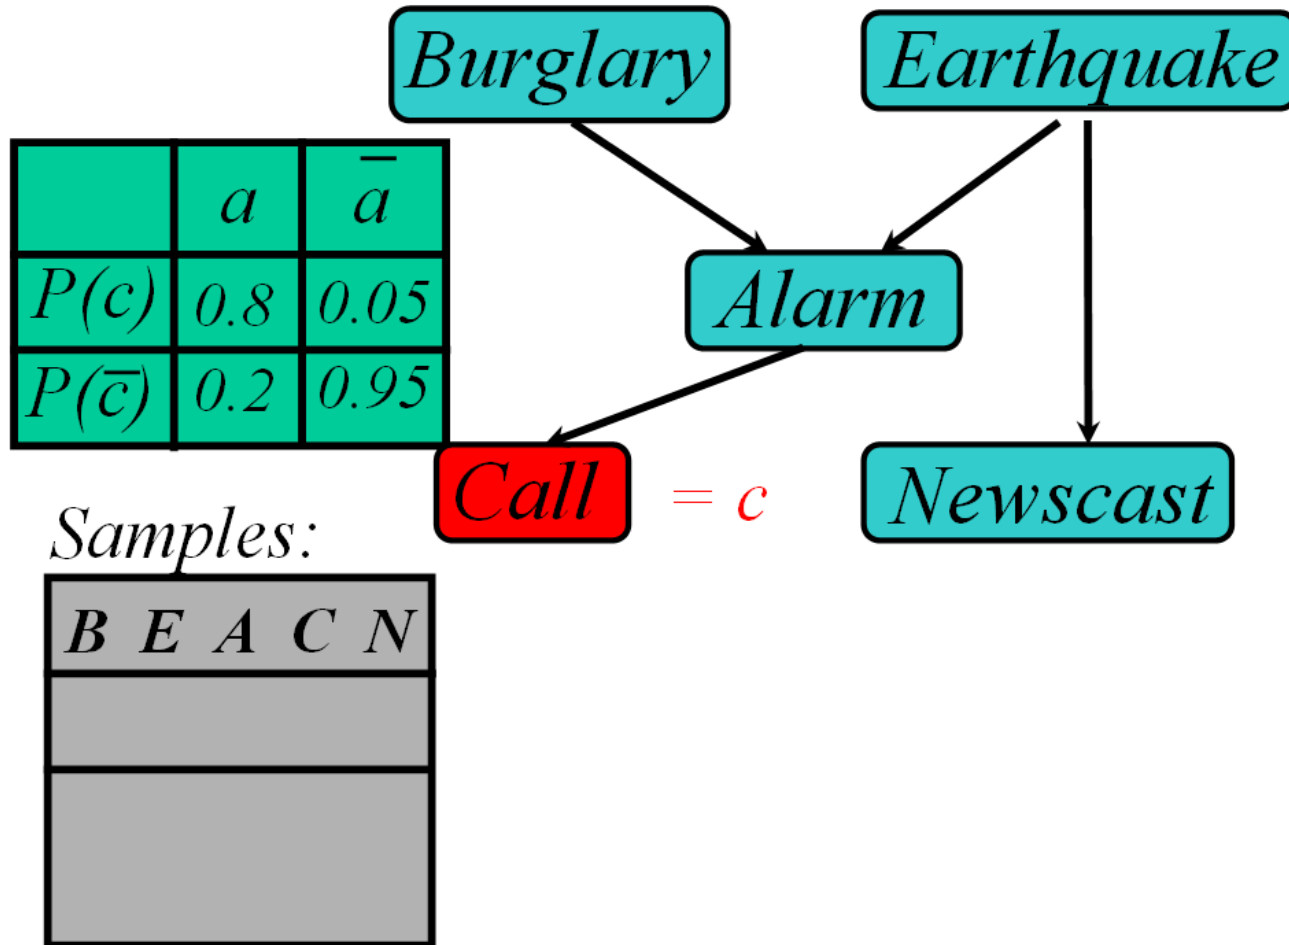 Burglary
Earthquake
a a̅
P(c) 0.8 0.05
P(c̅) 0.2 0.95
Alarm
Call = c
Newscast
Samples:
B E A C N